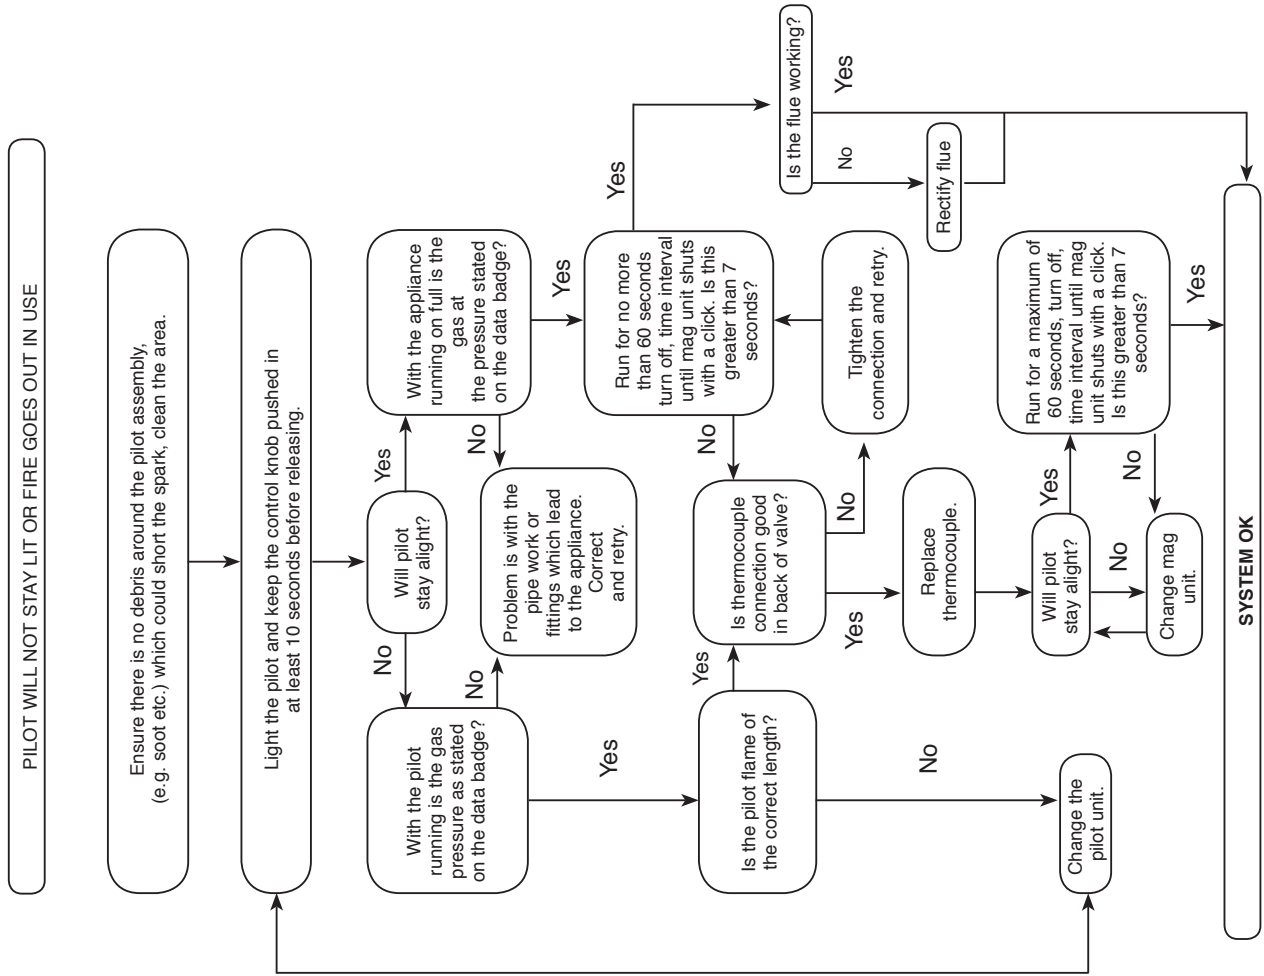 PILOT WILL NOT STAY LIT OR FIRE GOES OUT IN USE
Ensure there is no debris around the pilot assembly,
(e.g. soot etc.) which could short the spark, clean the area.
Light the pilot and keep the control knob pushed in
at least 10 seconds before releasing.
Will pilot
stay alight?
No
Yes
With the pilot
running is the gas
pressure as stated
on the data badge?
No
Problem is with the
pipe work or
fittings which lead
to the appliance.
Correct
and retry.
No
With the appliance
running on full is the
gas at
the pressure stated
on the data badge?
Yes
Yes
Is the pilot flame of
the correct length?
Yes
Is thermocouple
connection good
in back of valve?
No
Run for no more
than 60 seconds
turn off, time interval
until mag unit shuts
with a click. Is this
greater than 7
seconds?
Yes
Is the flue working?
No
Yes
Rectify flue
No
Tighten the
connection and retry.
Yes
Replace
thermocouple.
No
Change the
pilot unit.
Will pilot
stay alight?
Yes
Run for a maximum of
60 seconds, turn off,
time interval until mag
unit shuts with a click.
Is this greater than 7
seconds?
No
No
Change mag
unit.
Yes
SYSTEM OK